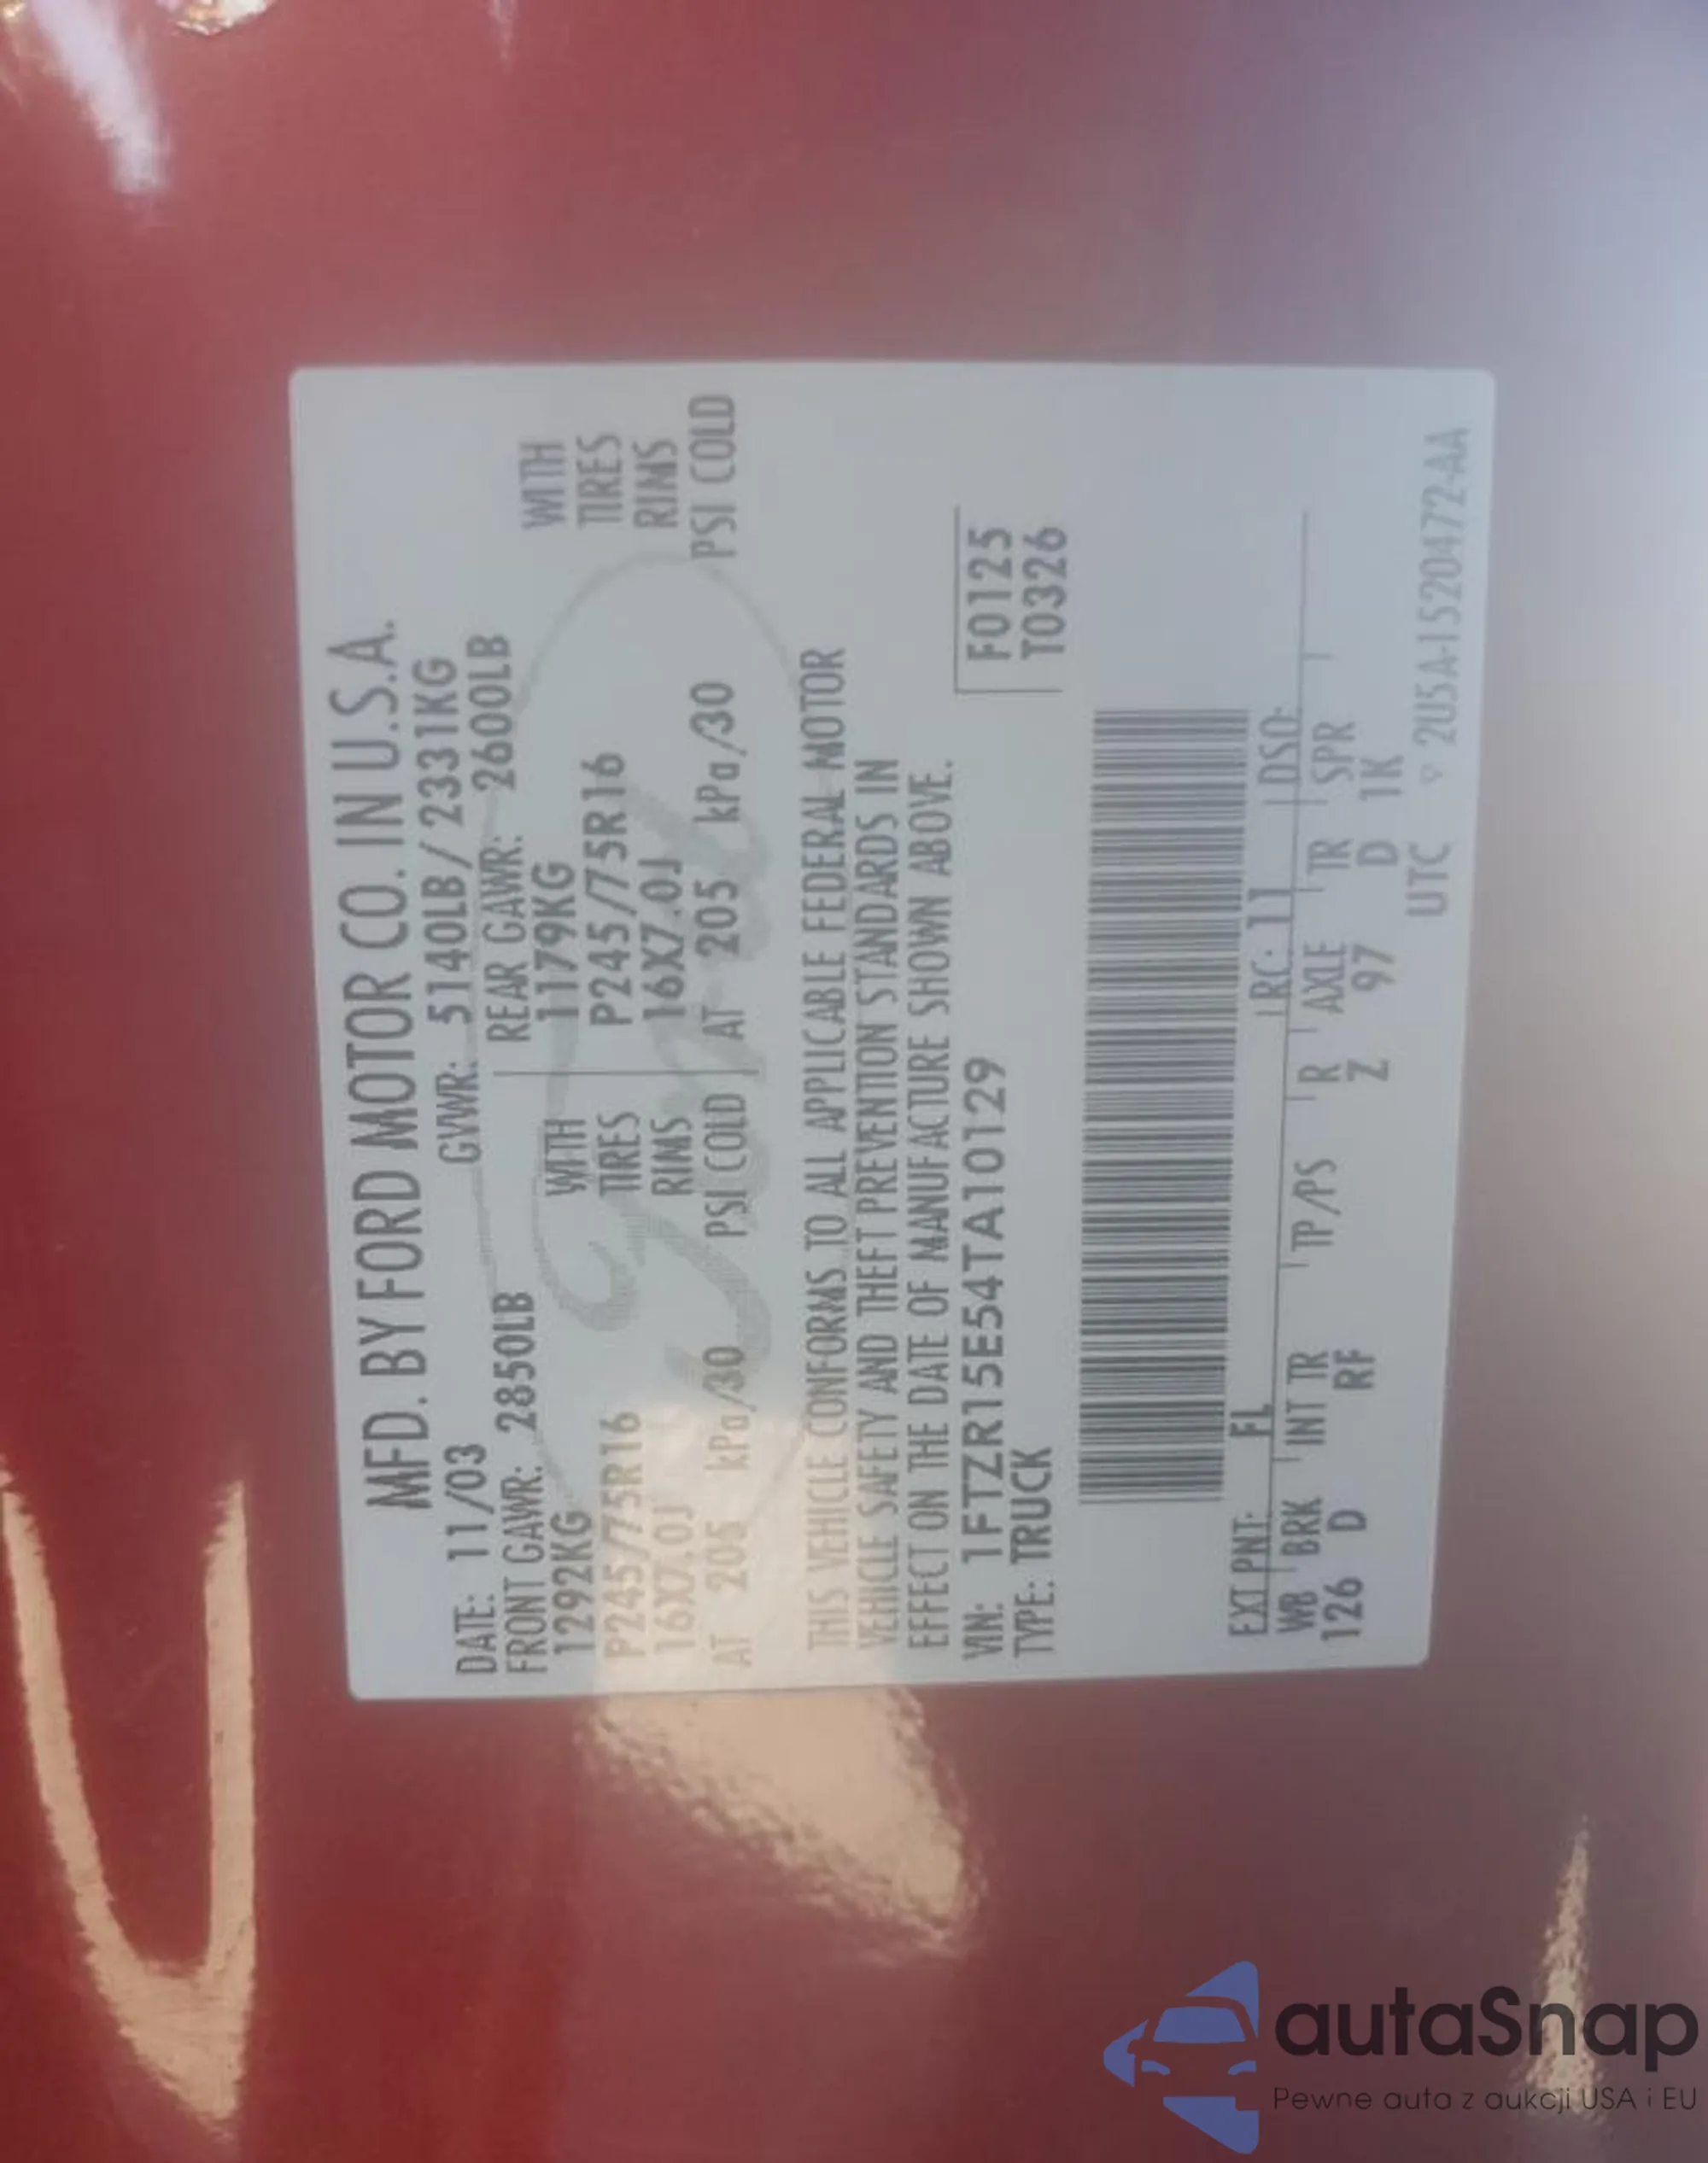 MFD. BY FORD MOTOR CO. IN U.S.A.
DATE: 11/03 GVWR: 5140LB/ 2331KG
FRONT GAWR: 2850LB REAR GAWR: 2600LB
1292KG WITH 1179KG WITH
P245/75R16 TIRES P245/75R16 TIRES
16X7.0J RIMS 16X7.0J RIMS
AT 205 kPa/30 PSI COLD AT 205 kPa/30 PSI COLD
THIS VEHICLE CONFORMS TO ALL APPLICABLE FEDERAL MOTOR
VEHICLE SAFETY AND THEFT PREVENTION STANDARDS IN
EFFECT ON THE DATE OF MANUFACTURE SHOWN ABOVE.
VIN: 1FTZR15E54TA10129 F0125
TYPE: TRUCK T0326
EXT PNT: FL RC: 11 DSO:
WB BRK INT TR TP/PS R AXLE TR SPR
126 D RF Z 97 D 1K
UTC 2U5A-1520472-AA
autaSnap
Pewne auta z aukcji USA i EU